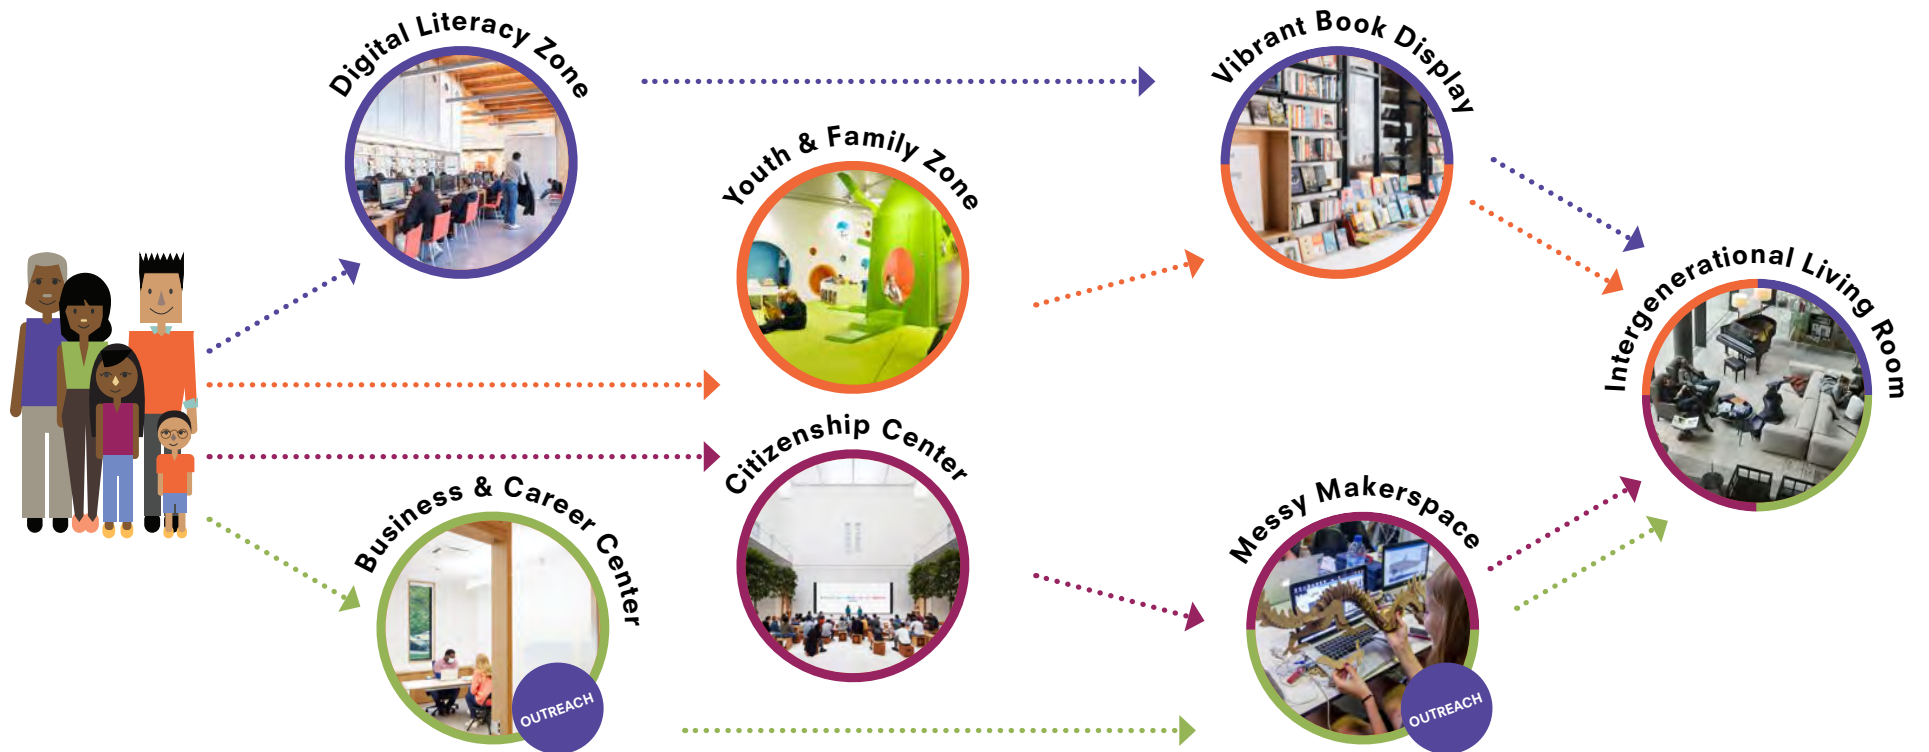 Digital Literacy Zone
Vibrant Book Display
Youth & Family Zone
Intergenerational Living Room
Citizenship Center
Business & Career Center
Messy Makerspace
OUTREACH
OUTREACH